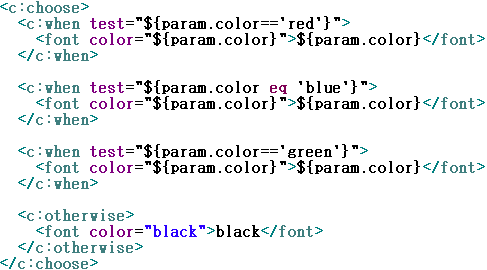 <c:choose>
  <c:when test="${param.color=='red'}">
    <font color="${param.color}">${param.color}</font>
  </c:when>

  <c:when test="${param.color eq 'blue'}">
    <font color="${param.color}">${param.color}</font>
  </c:when>

  <c:when test="${param.color=='green'}">
    <font color="${param.color}">${param.color}</font>
  </c:when>

  <c:otherwise>
    <font color="black">black</font>
  </c:otherwise>
</c:choose>